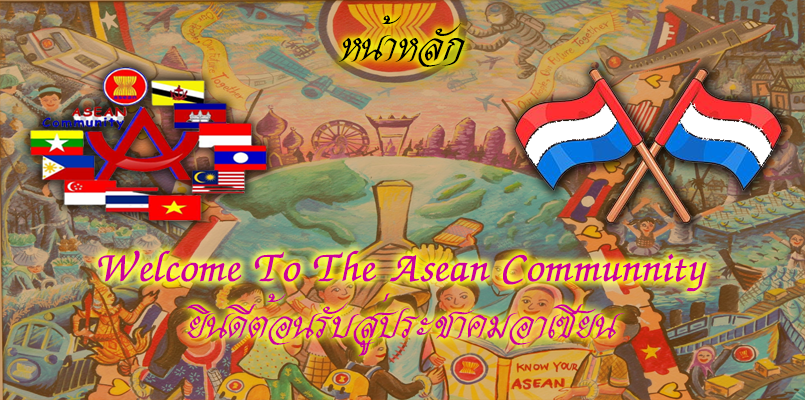 หน้าหลัก
ASEAN
Community
Welcome To The Asean Communnity
ยินดีต้อนรับสู่ประชาคมอาเซียน
KNOW YOUR
ASEAN